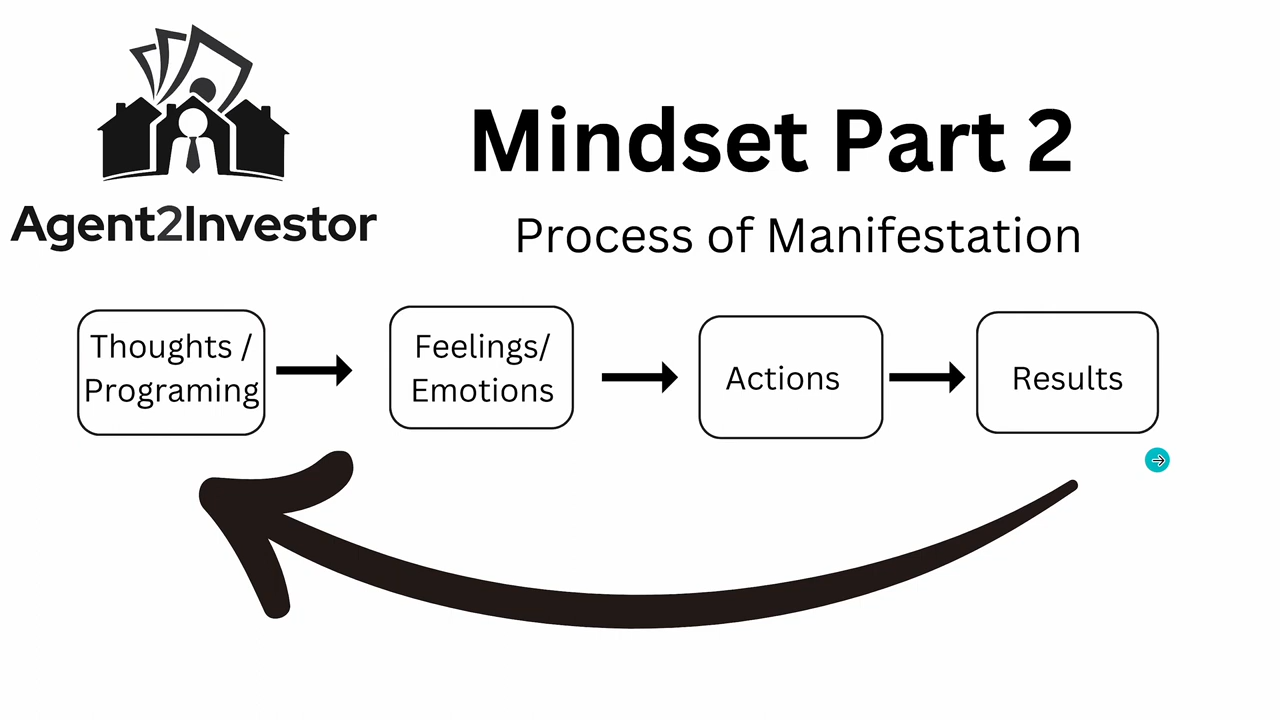 Agent2Investor
Mindset Part 2
Process of Manifestation
Thoughts /
Programing
Feelings/
Emotions
Actions
Results